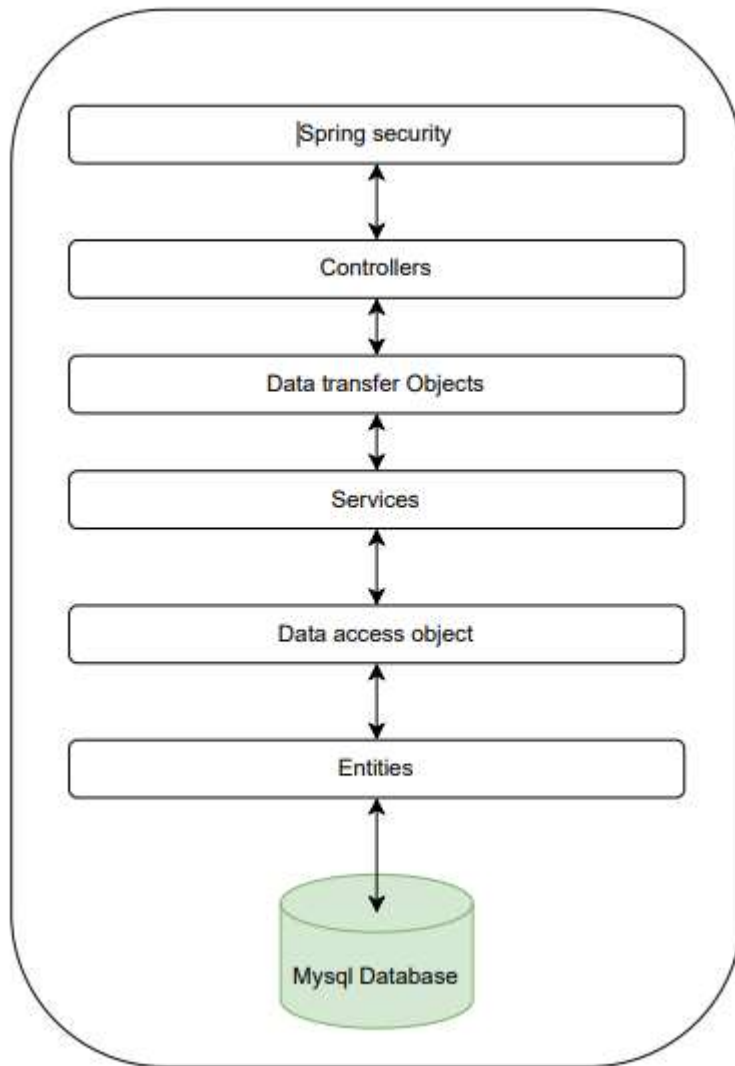 Spring security
Controllers
Data transfer Objects
Services
Data access object
Entities
Mysql Database